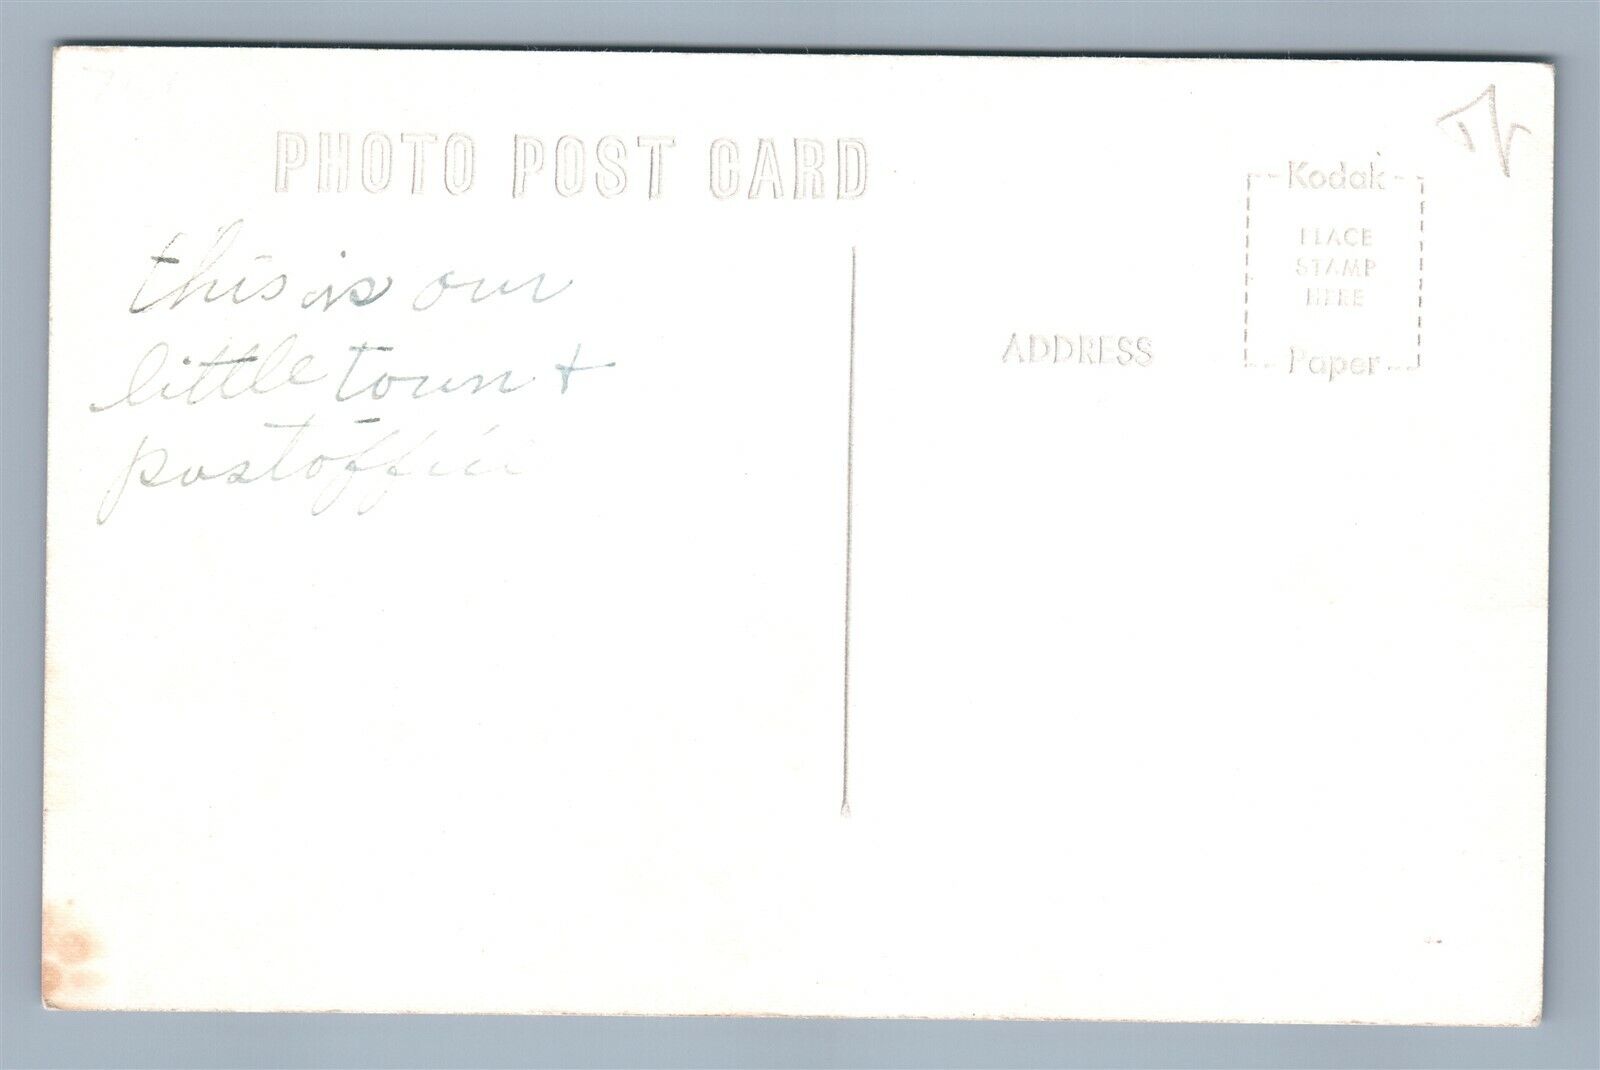 PHOTO POST CARD
Kodak
PLACE
STAMP
HERE
Paper
this is our
little town +
postoffice
ADDRESS